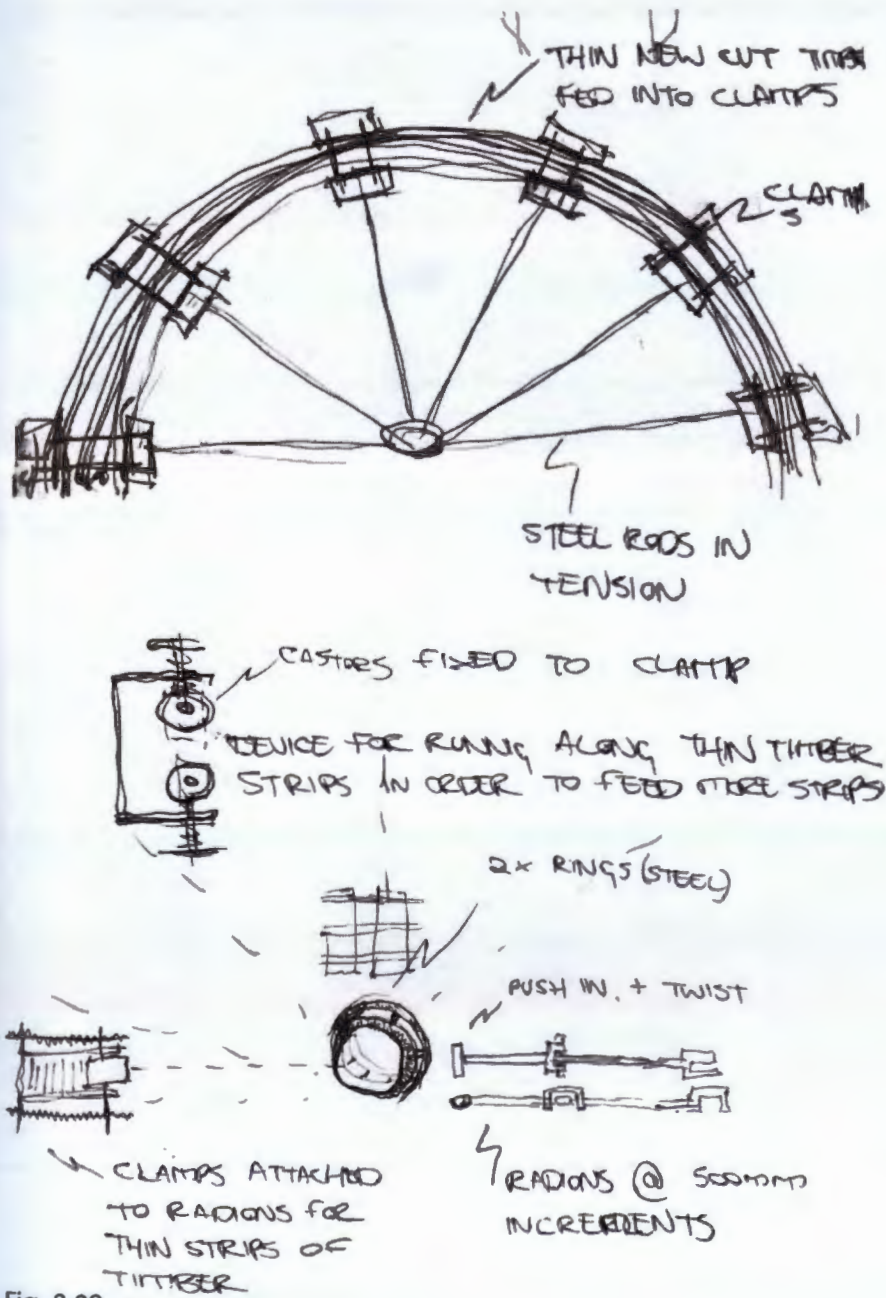 THIN NEW CUT TIMBER
FED INTO CLAMPS
CLAMPS
STEEL RODS IN
TENSION
CASTORS FIXED TO CLAMP
DEVICE FOR RUNNG ALONG THIN TIMBER
STRIPS IN ORDER TO FEED MORE STRIPS
2x RINGS (STEEL)
PUSH IN. + TWIST
CLAMPS ATTACHED
TO RADIONS FOR
THIN STRIPS OF
TIMBER
RADIONS @ 500mm
INCREMENTS